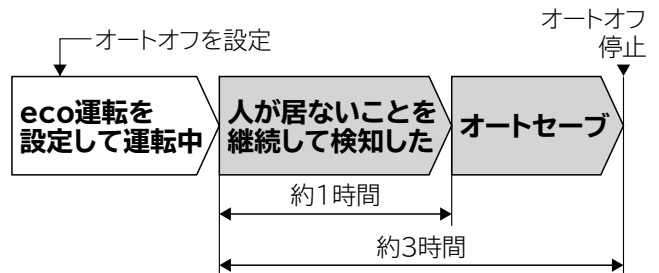 オートオフ
停止
オートオフを設定
eco運転を
設定して運転中
人が居ないことを
継続して検知した
オートセーブ
約1時間
約3時間